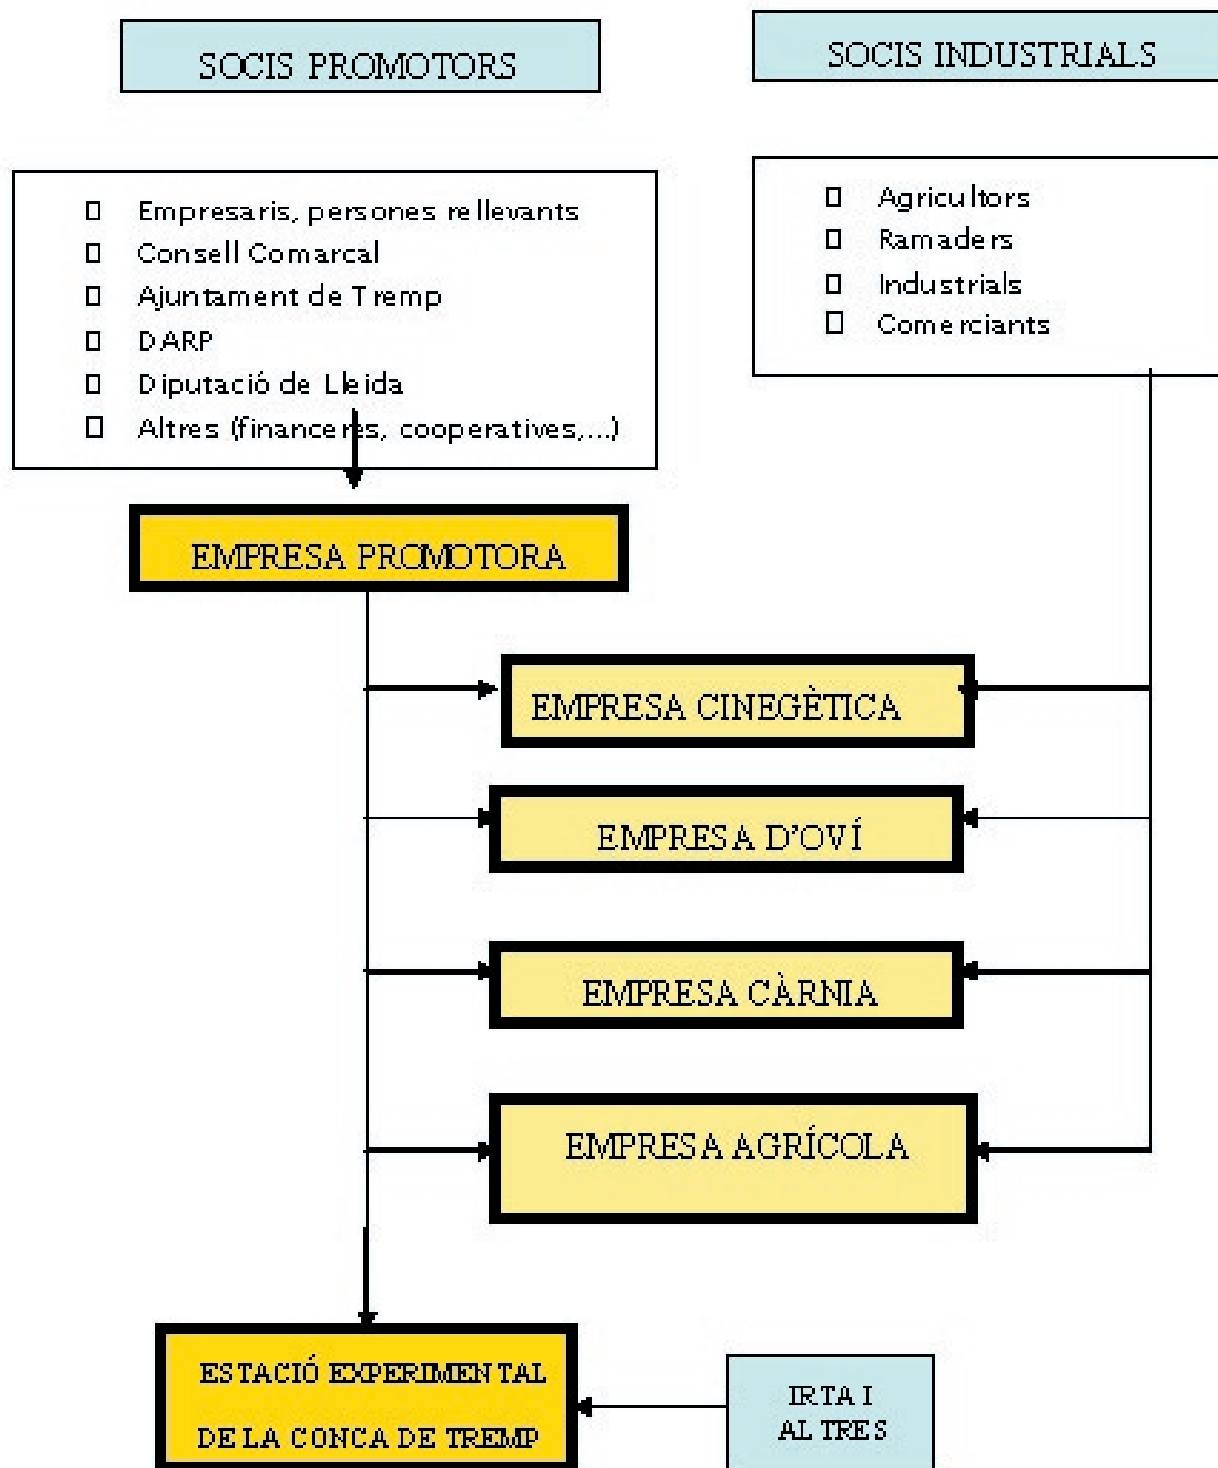 SOCIS PROMOTORS
SOCIS INDUSTRIALS
Empresaris, persones rellevants
Consell Comarcal
Ajuntament de Tremp
DARP
Diputació de Lleida
Altres (financeres, cooperatives,...)
Agricultors
Ramaders
Industrials
Comerciants
EMPRESA PROMOTORA
EMPRESA CINEGÈTICA
EMPRESA D'OVÍ
EMPRESA CÀRNIA
EMPRESA AGRÍCOLA
ESTACIÓ EXPERIMENTAL
DE LA CONCA DE TREMP
IRTA I
ALTRES